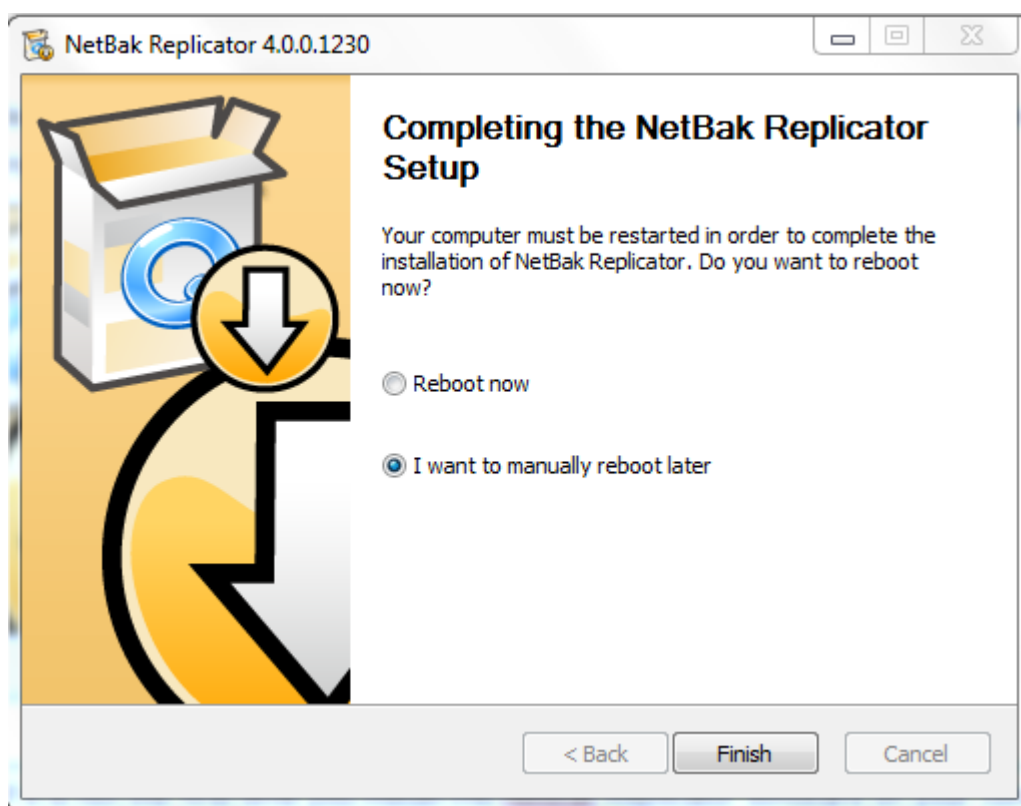 NetBak Replicator 4.0.0.1230
Completing the NetBak Replicator
Setup
Your computer must be restarted in order to complete the
installation of NetBak Replicator. Do you want to reboot
now?
Reboot now
I want to manually reboot later
< Back
Finish
Cancel